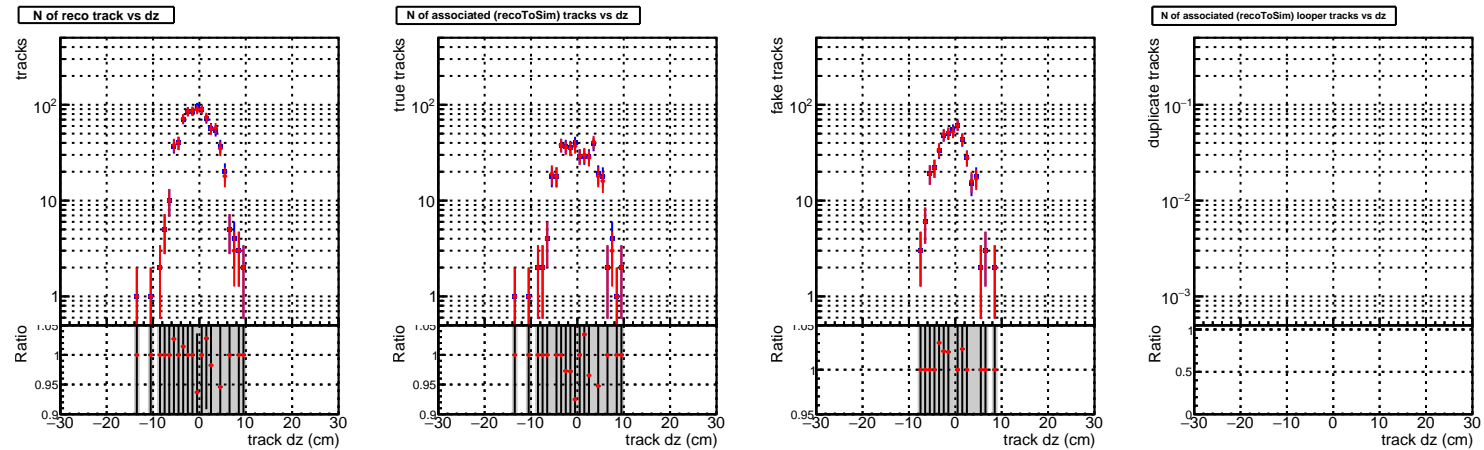 N of reco track vs dz
tracks
10²
10
1
Ratio
1.05
1
0.95
0.9
−30 −20 −10 0 10 20 30
track dz (cm)
N of associated (recoToSim) tracks vs dz
true tracks
10²
10
1
Ratio
1.05
1
0.95
0.9
−30 −20 −10 0 10 20 30
track dz (cm)
fake tracks
10²
10
1
Ratio
1.05
1
0.95
−30 −20 −10 0 10 20 30
track dz (cm)
N of associated (recoToSim) looper tracks vs dz
duplicate tracks
10⁻¹
10⁻²
10⁻³
Ratio
1
0.5
0
−30 −20 −10 0 10 20 30
track dz (cm)